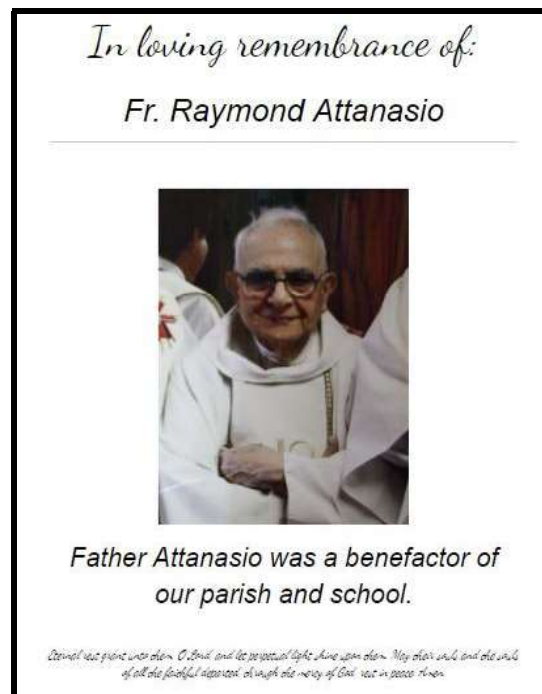 In loving remembrance of:
Fr. Raymond Attanasio
Father Attanasio was a benefactor of
our parish and school.
Eternal rest grant unto them O Lord and let perpetual light shine upon them. May their souls and the souls
of all the faithful departed through the mercy of God rest in peace Amen